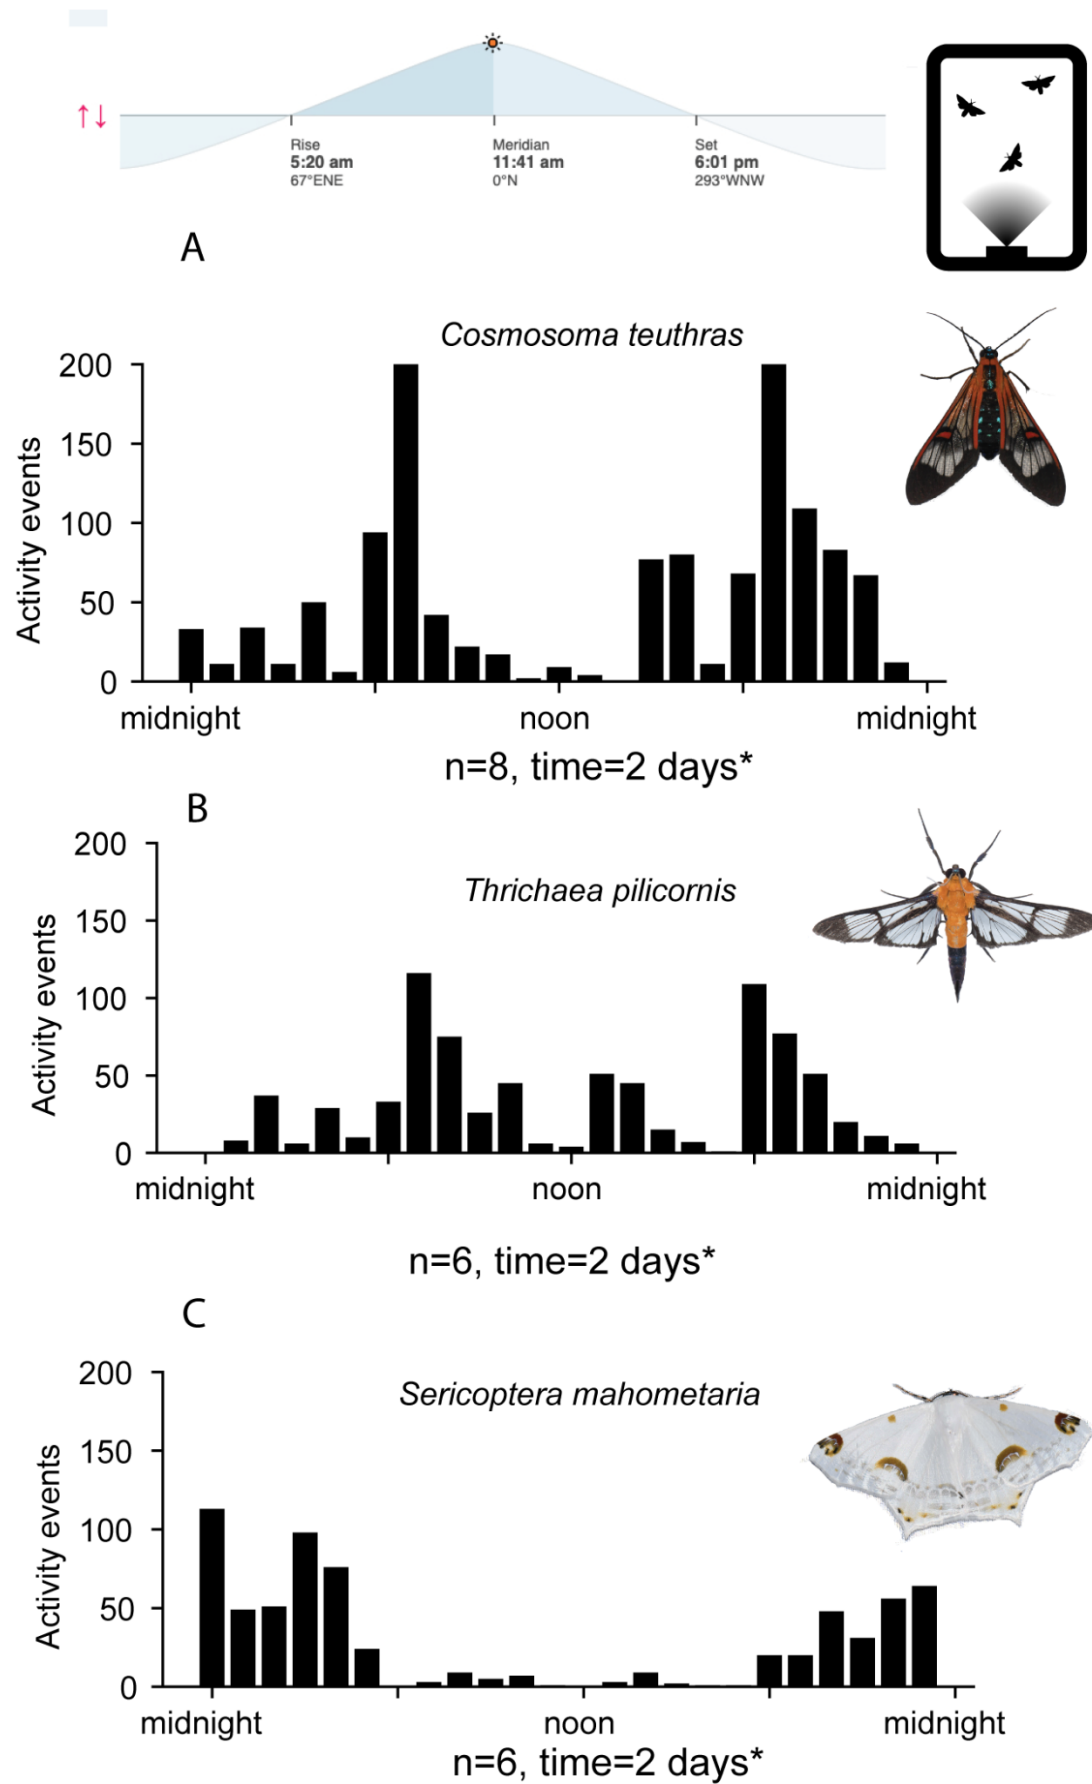 ↑↓
Rise
5:20 am
67°ENE
Meridian
11:41 am
0°N
Set
6:01 pm
293°WNW
A
Cosmosoma teuthras
Activity events
200
150
100
50
0
midnight noon midnight
n=8, time=2 days*
B
Thrichaea pilicornis
Activity events
200
150
100
50
0
midnight noon midnight
n=6, time=2 days*
C
Sericoptera mahometaria
Activity events
200
150
100
50
0
midnight noon midnight
n=6, time=2 days*